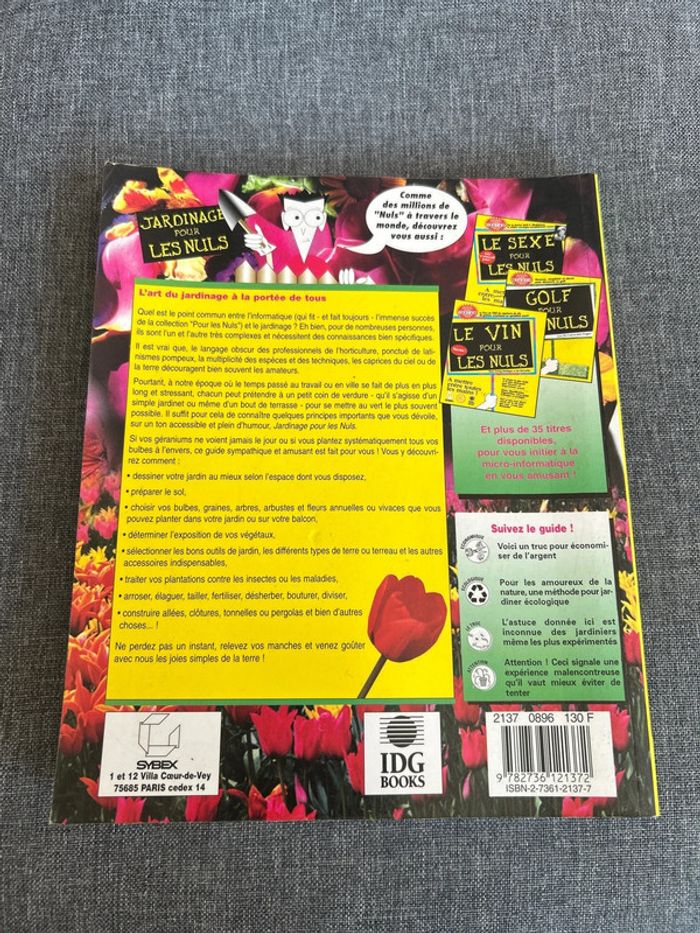 JARDINAGE
POUR
LES NULS
Comme
des millions de
"Nuls" à travers le
monde, découvrez
vous aussi :
LE SEXE
POUR
LES NULS
GOLF
POUR
NULS
LE VIN
POUR
LES NULS
A mettre
entre toutes
les mains !
L'art du jardinage à la portée de tous
Quel est le point commun entre l'informatique (qui fit - et fait toujours - l'immense succès
de la collection "Pour les Nuls") et le jardinage ? Eh bien, pour de nombreuses personnes,
ils sont l'un et l'autre très complexes et nécessitent des connaissances bien spécifiques.
Il est vrai que, le langage obscur des professionnels de l'horticulture, ponctué de lati-
nismes pompeux, la multiplicité des espèces et des techniques, les caprices du ciel ou de
la terre découragent bien souvent les amateurs.
Pourtant, à notre époque où le temps passé au travail ou en ville se fait de plus en plus
long et stressant, chacun peut prétendre à un petit coin de verdure - qu'il s'agisse d'un
simple jardinet ou même d'un bout de terrasse - pour se mettre au vert le plus souvent
possible. Il suffit pour cela de connaître quelques principes importants que vous dévoile,
sur un ton accessible et plein d'humour, Jardinage pour les Nuls.
Si vos géraniums ne voient jamais le jour ou si vous plantez systématiquement tous vos
bulbes à l'envers, ce guide sympathique et amusant est fait pour vous ! Vous y découvri-
rez comment :
• dessiner votre jardin au mieux selon l'espace dont vous disposez,
• préparer le sol,
• choisir vos bulbes, graines, arbres, arbustes et fleurs annuelles ou vivaces que vous
pouvez planter dans votre jardin ou sur votre balcon,
• déterminer l'exposition de vos végétaux,
• sélectionner les bons outils de jardin, les différents types de terre ou terreau et les autres
accessoires indispensables,
• traiter vos plantations contre les insectes ou les maladies,
• arroser, élaguer, tailler, fertiliser, désherber, bouturer, diviser,
• construire allées, clôtures, tonnelles ou pergolas et bien d'autres
choses... !
Ne perdez pas un instant, relevez vos manches et venez goûter
avec nous les joies simples de la terre !
Et plus de 35 titres
disponibles,
pour vous initier à la
micro-informatique
en vous amusant !
Suivez le guide !
ECONOMIQUE
Voici un truc pour économi-
ser de l'argent
ECOLOGIQUE
Pour les amoureux de la
nature, une méthode pour jar-
diner écologique
TRUC
L'astuce donnée ici est
inconnue des jardiniers
même les plus expérimentés
ATTENTION
Attention ! Ceci signale une
expérience malencontreuse
qu'il vaut mieux éviter de
tenter
SYBEX
1 et 12 Villa Cœur-de-Vey
75685 PARIS cedex 14
IDG
BOOKS
2137 0896 130 F
9 782736 121372
ISBN-2-7361-2137-7